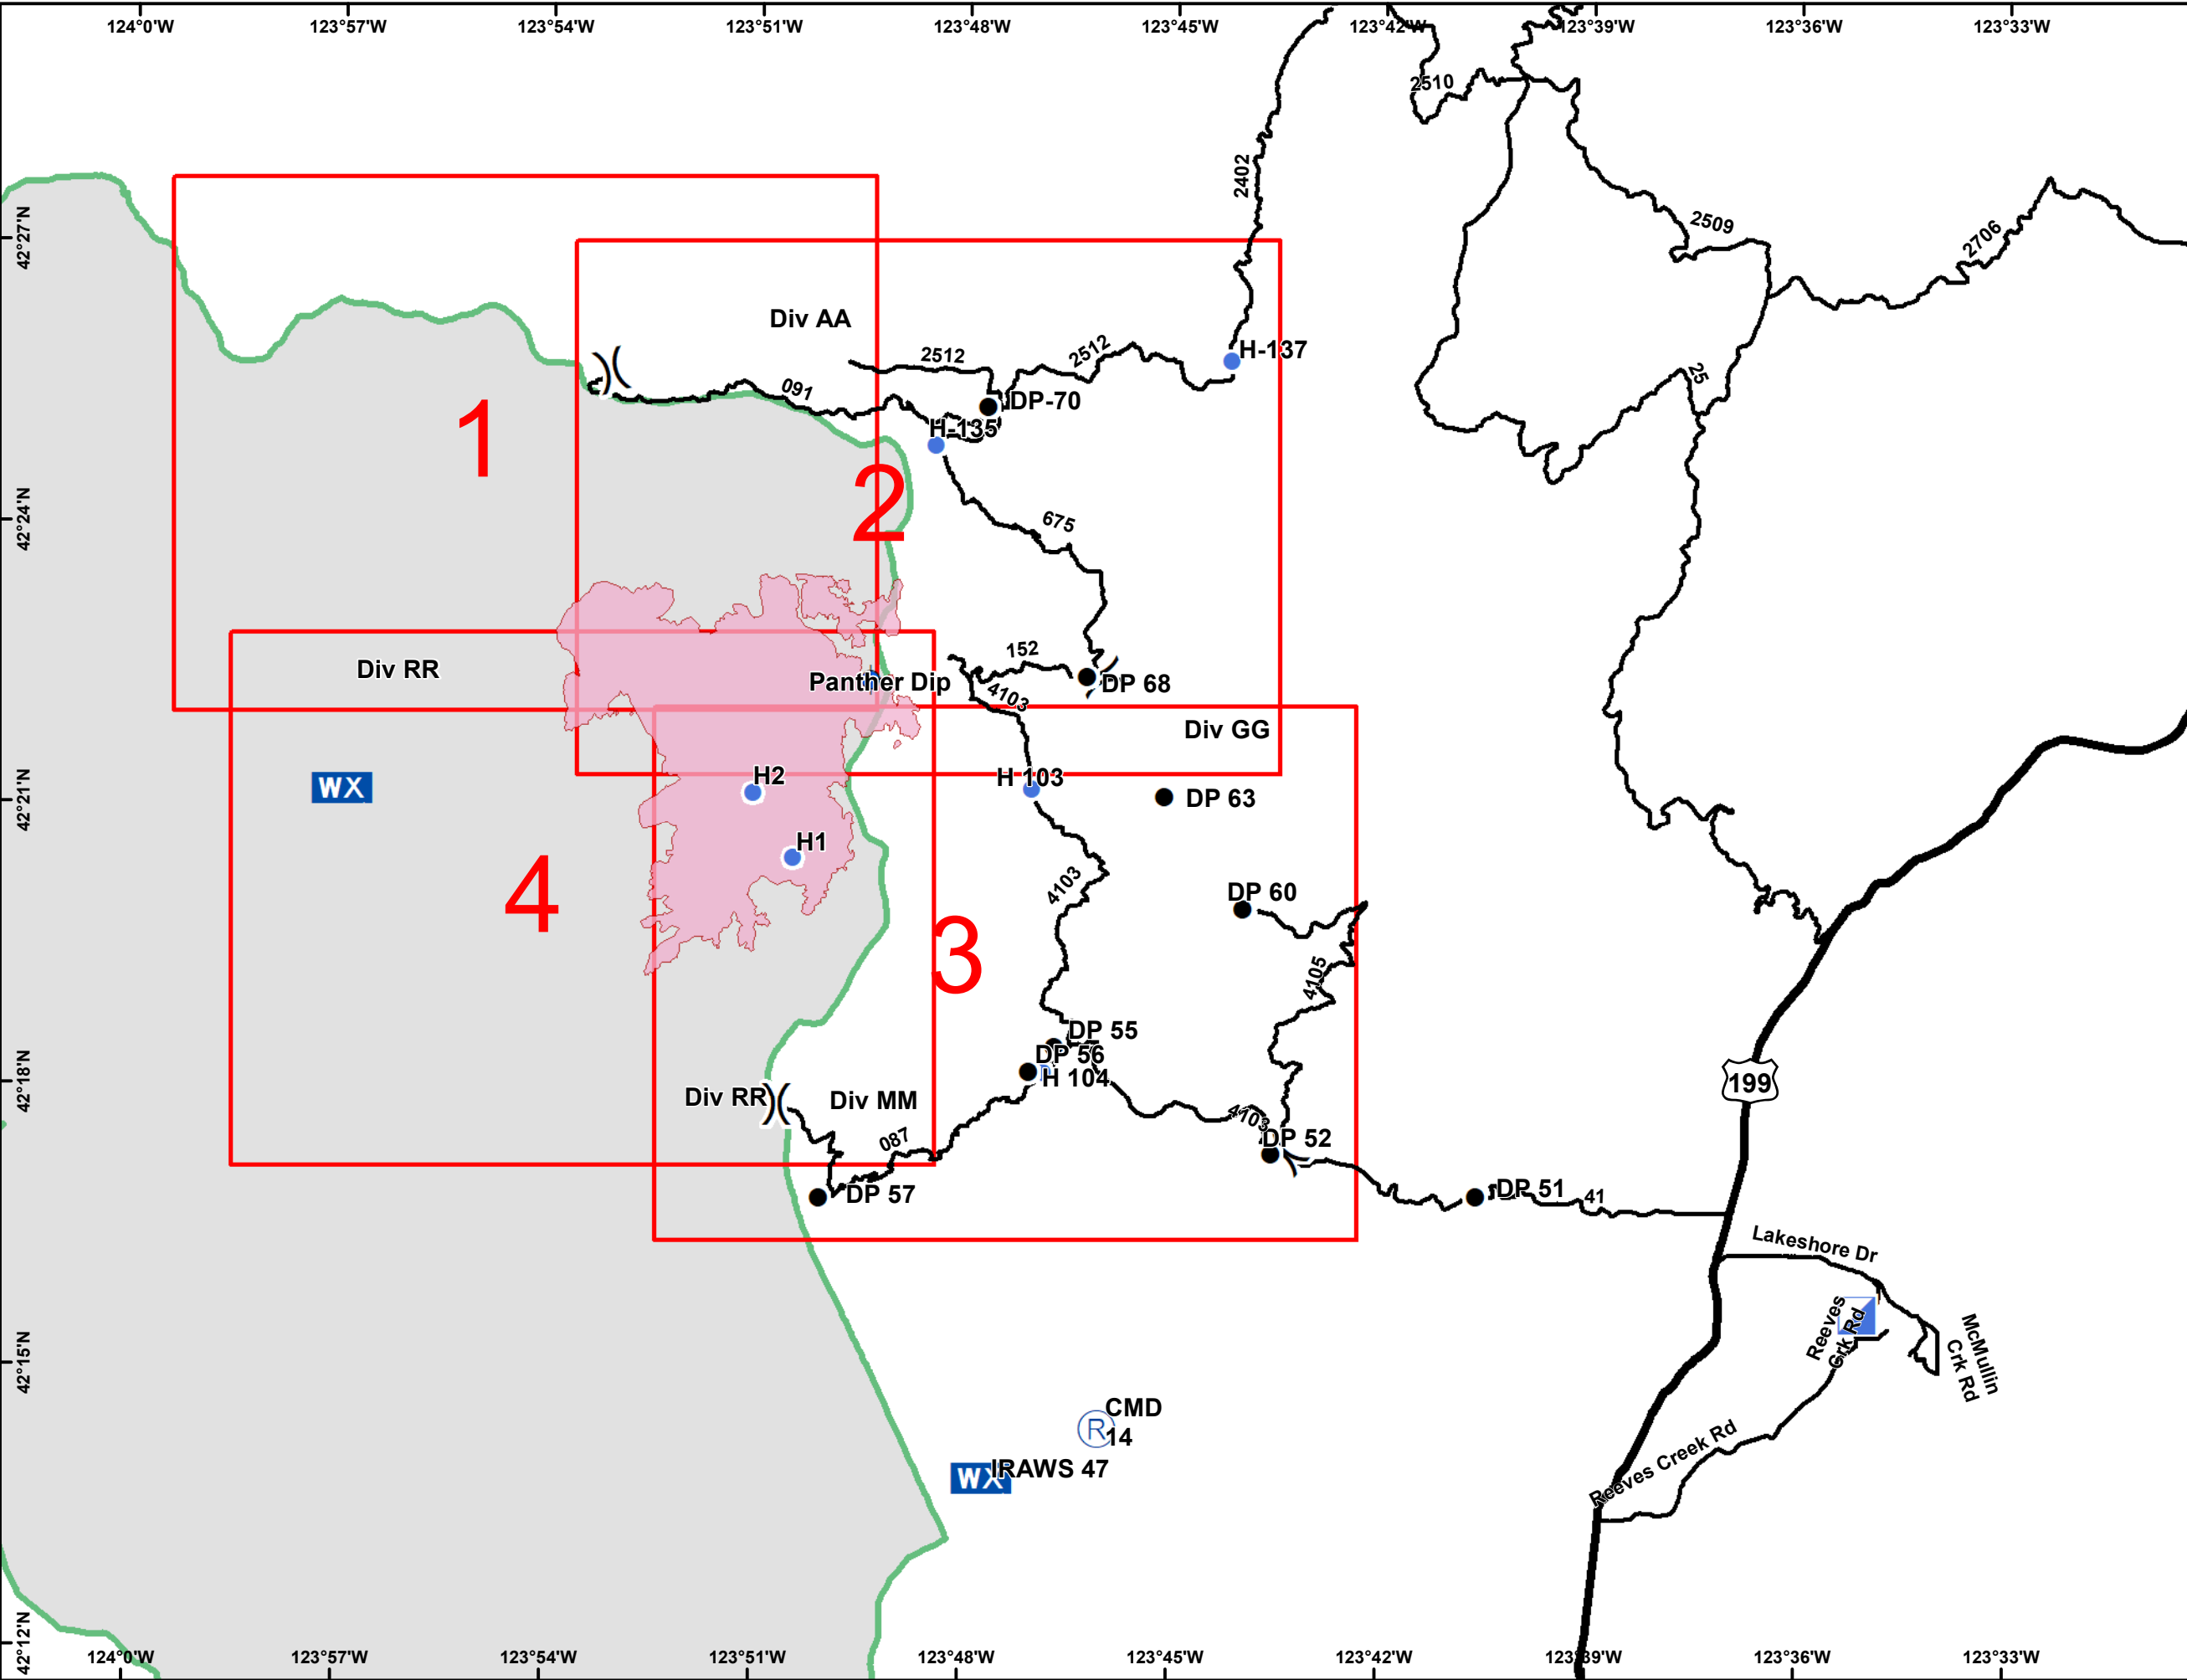 124°0'W 123°57'W 123°54'W 123°51'W 123°48'W 123°45'W 123°42'W 123°39'W 123°36'W 123°33'W
2510
2402
42°27'N
2509
2706
Div AA
2512
2512
H-137
091
25
DP-70
1
H-135
2
42°24'N
675
152
Div RR
Panther Dip
DP 68
4103
Div GG
WX
H2
H 103
42°21'N
DP 63
H1
4
4103
DP 60
3
4105
DP 55
DP 56
H 104
42°18'N
199
Div RR
Div MM
4103
087
DP 52
DP 57
DP 51
41
Lakeshore Dr
Reeves
Crk Rd
McMullin
Crk Rd
42°15'N
CMD
14
R
Reeves Creek Rd
WX
IRAWS 47
42°12'N
124°0'W 123°57'W 123°54'W 123°51'W 123°48'W 123°45'W 123°42'W 123°39'W 123°36'W 123°33'W